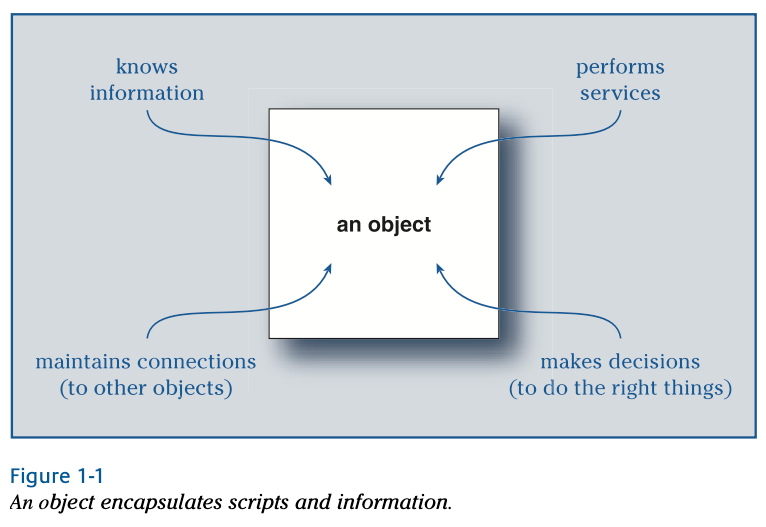 knows
information
performs
services
an object
maintains connections
(to other objects)
makes decisions
(to do the right things)
Figure 1-1
An object encapsulates scripts and information.